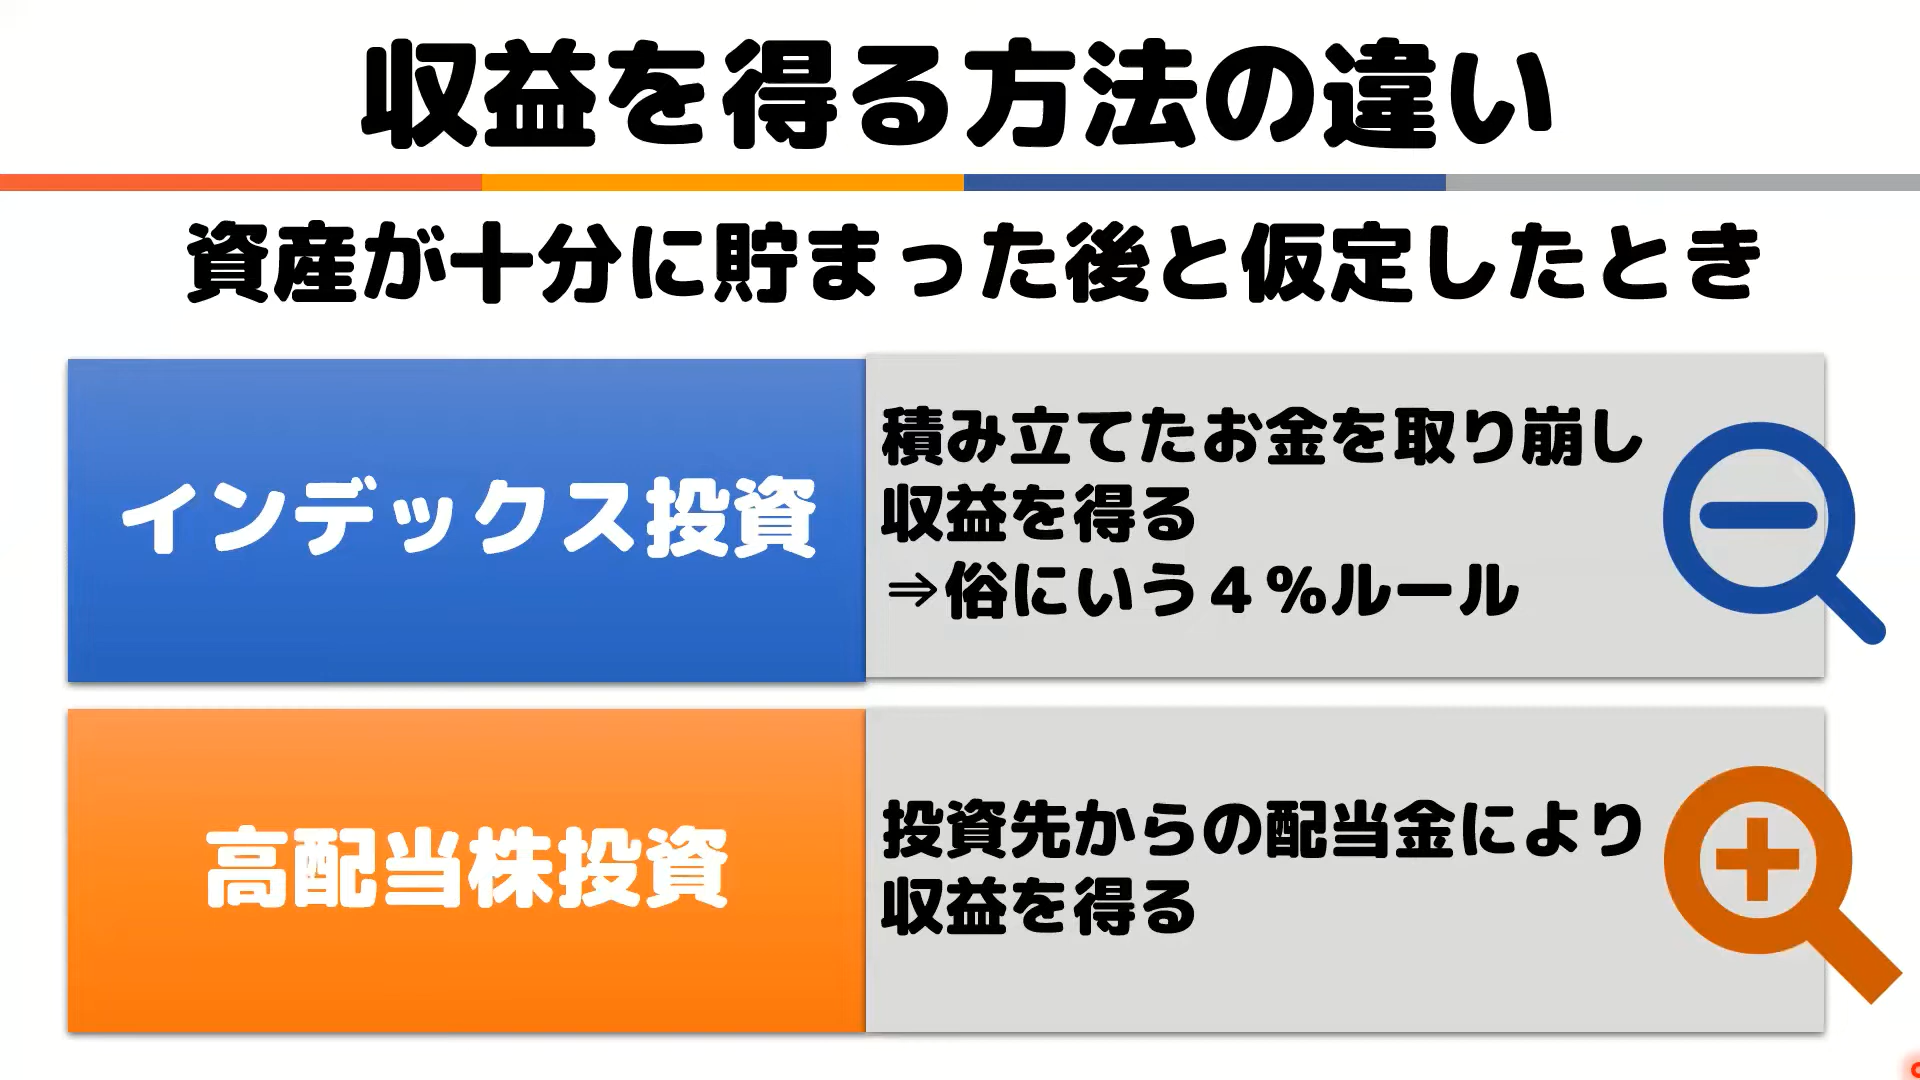 収益を得る方法の違い
資産が十分に貯まった後と仮定したとき
インデックス投資
積み立てたお金を取り崩し
収益を得る
⇒俗にいう４％ルール
高配当株投資
投資先からの配当金により
収益を得る